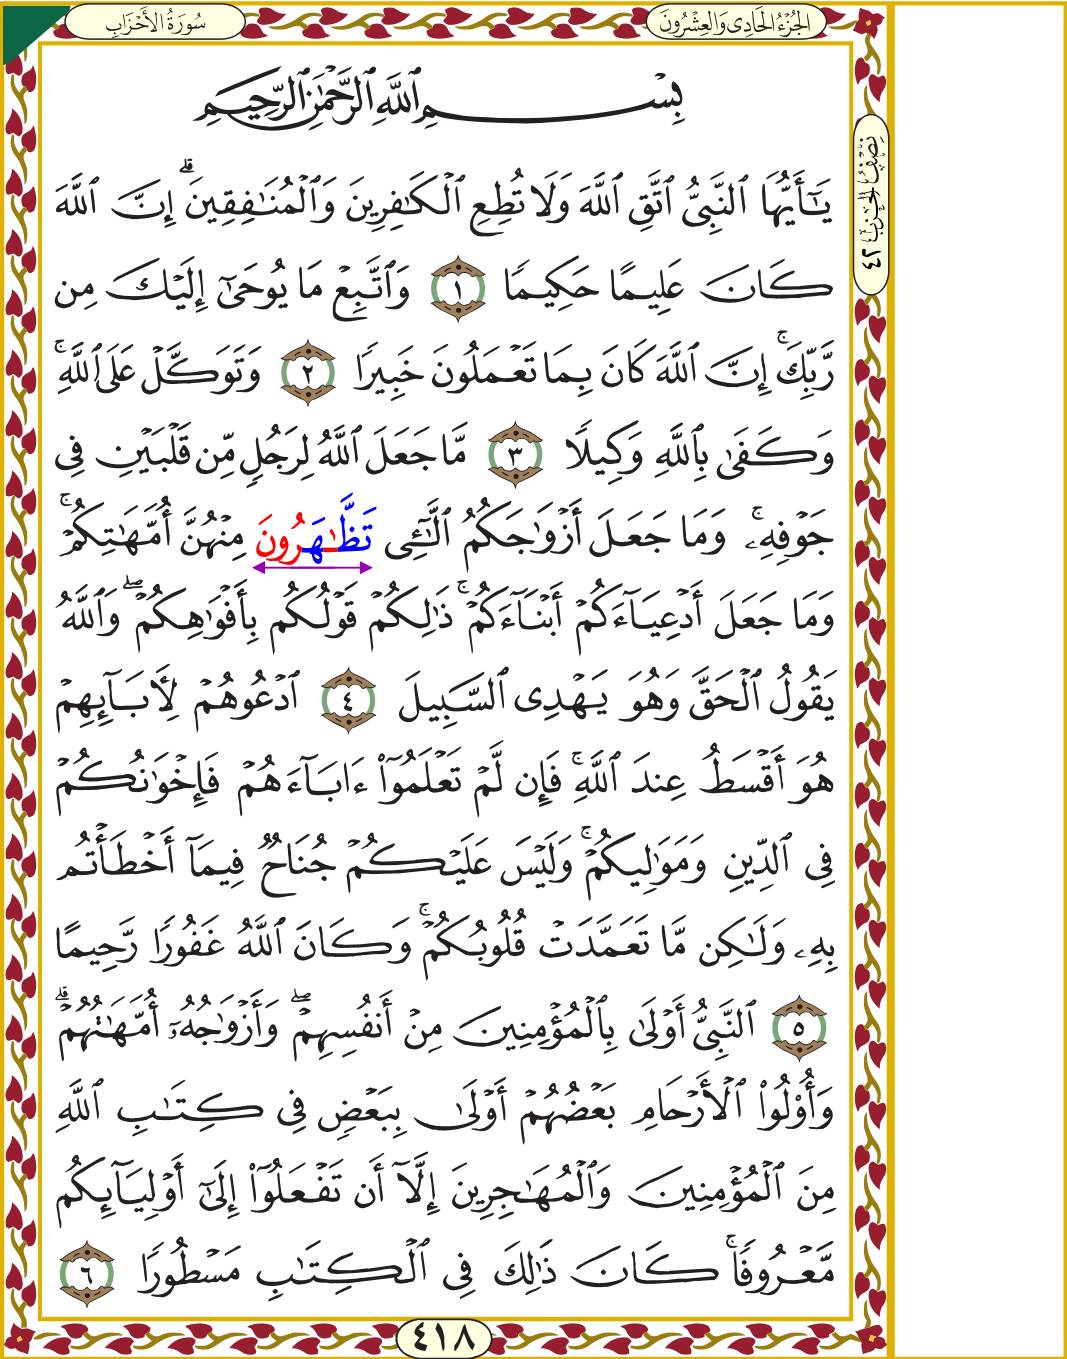 سُورَةُ الأَحْزَابِ
الجُزْءُ الحَادِي وَالعِشْرُونَ
نِصْفُ الحِزْبِ ٤٢
بِسْمِ ٱللَّهِ ٱلرَّحْمَٰنِ ٱلرَّحِيمِ
يَٰٓأَيُّهَا ٱلنَّبِىُّ ٱتَّقِ ٱللَّهَ وَلَا تُطِعِ ٱلْكَٰفِرِينَ وَٱلْمُنَٰفِقِينَ ۗ إِنَّ ٱللَّهَ
كَانَ عَلِيمًا حَكِيمًا ١ وَٱتَّبِعْ مَا يُوحَىٰٓ إِلَيْكَ مِن
رَّبِّكَ ۚ إِنَّ ٱللَّهَ كَانَ بِمَا تَعْمَلُونَ خَبِيرًا ٢ وَتَوَكَّلْ عَلَى ٱللَّهِ ۚ
وَكَفَىٰ بِٱللَّهِ وَكِيلًا ٣ مَّا جَعَلَ ٱللَّهُ لِرَجُلٍ مِّن قَلْبَيْنِ فِى
جَوْفِهِۦ ۚ وَمَا جَعَلَ أَزْوَٰجَكُمُ ٱلَّٰٓـِٔى تَظَّٰهَرُونَ مِنْهُنَّ أُمَّهَٰتِكُمْ ۚ
وَمَا جَعَلَ أَدْعِيَآءَكُمْ أَبْنَآءَكُمْ ۚ ذَٰلِكُمْ قَوْلُكُم بِأَفْوَٰهِكُمْ ۖ وَٱللَّهُ
يَقُولُ ٱلْحَقَّ وَهُوَ يَهْدِى ٱلسَّبِيلَ ٤ ٱدْعُوهُمْ لِأَبَآئِهِمْ
هُوَ أَقْسَطُ عِندَ ٱللَّهِ ۚ فَإِن لَّمْ تَعْلَمُوٓا۟ ءَابَآءَهُمْ فَإِخْوَٰنُكُمْ
فِى ٱلدِّينِ وَمَوَٰلِيكُمْ ۚ وَلَيْسَ عَلَيْكُمْ جُنَاحٌ فِيمَآ أَخْطَأْتُم
بِهِۦ وَلَٰكِن مَّا تَعَمَّدَتْ قُلُوبُكُمْ ۚ وَكَانَ ٱللَّهُ غَفُورًا رَّحِيمًا
٥ ٱلنَّبِىُّ أَوْلَىٰ بِٱلْمُؤْمِنِينَ مِنْ أَنفُسِهِمْ ۖ وَأَزْوَٰجُهُۥٓ أُمَّهَٰتُهُمْ ۗ
وَأُو۟لُوا۟ ٱلْأَرْحَامِ بَعْضُهُمْ أَوْلَىٰ بِبَعْضٍ فِى كِتَٰبِ ٱللَّهِ
مِنَ ٱلْمُؤْمِنِينَ وَٱلْمُهَٰجِرِينَ إِلَّآ أَن تَفْعَلُوٓا۟ إِلَىٰٓ أَوْلِيَآئِكُم
مَّعْرُوفًا ۚ كَانَ ذَٰلِكَ فِى ٱلْكِتَٰبِ مَسْطُورًا ٦
٤١٨